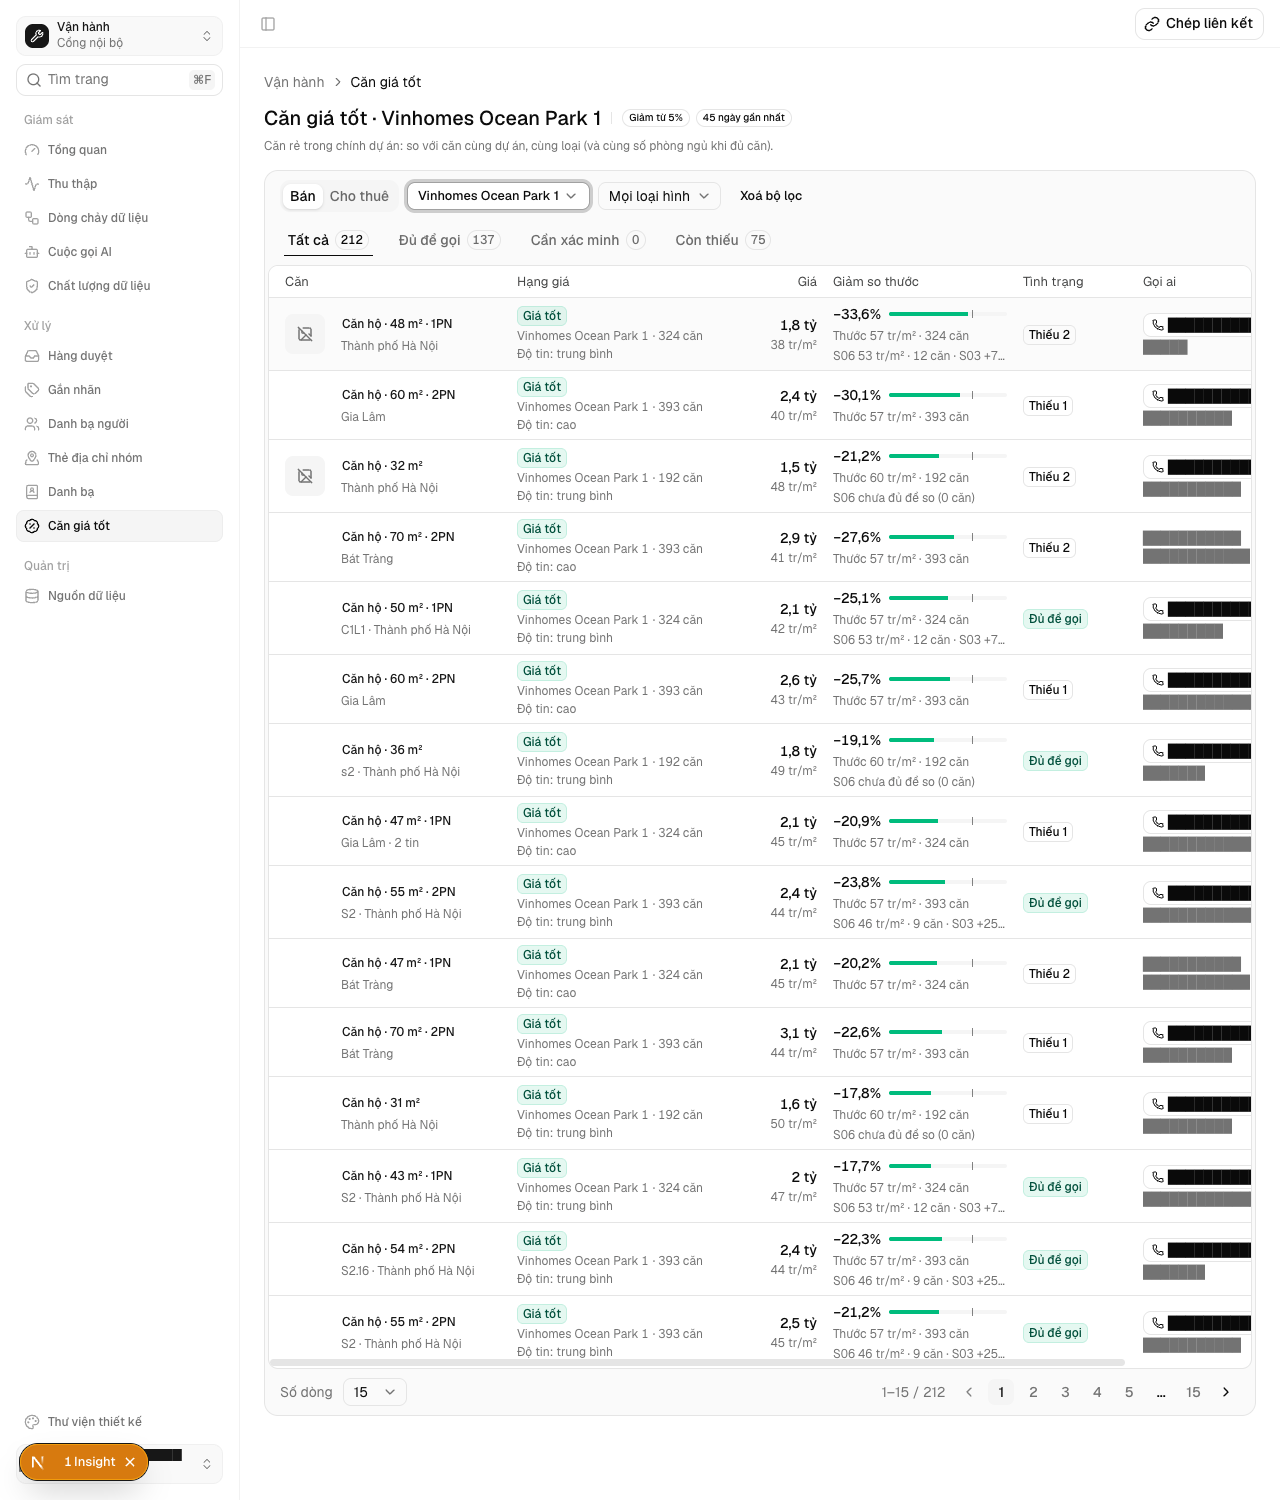 Vận hành
Cổng nội bộ
Tìm trang
⌘F
Giám sát
Tổng quan
Thu thập
Dòng chảy dữ liệu
Cuộc gọi AI
Chất lượng dữ liệu
Xử lý
Hàng duyệt
Gắn nhãn
Danh bạ người
Thẻ địa chỉ nhóm
Danh bạ
Căn giá tốt
Quản trị
Nguồn dữ liệu
Thư viện thiết kế
1 Insight
Chép liên kết
Vận hành > Căn giá tốt
Căn giá tốt · Vinhomes Ocean Park 1
Giảm từ 5%
45 ngày gần nhất
Căn rẻ trong chính dự án: so với căn cùng dự án, cùng loại (và cùng số phòng ngủ khi đủ căn).
Bán
Cho thuê
Vinhomes Ocean Park 1
Mọi loại hình
Xoá bộ lọc
Tất cả 212
Đủ để gọi 137
Cần xác minh 0
Còn thiếu 75
Căn
Hạng giá
Giá
Giảm so thước
Tình trạng
Gọi ai
Căn hộ · 48 m² · 1PN
Thành phố Hà Nội
Giá tốt
Vinhomes Ocean Park 1 · 324 căn
Độ tin: trung bình
1,8 tỷ
38 tr/m²
−33,6%
Thước 57 tr/m² · 324 căn
S06 53 tr/m² · 12 căn · S03 +7...
Thiếu 2
Căn hộ · 60 m² · 2PN
Gia Lâm
Giá tốt
Vinhomes Ocean Park 1 · 393 căn
Độ tin: cao
2,4 tỷ
40 tr/m²
−30,1%
Thước 57 tr/m² · 393 căn
Thiếu 1
Căn hộ · 32 m²
Thành phố Hà Nội
Giá tốt
Vinhomes Ocean Park 1 · 192 căn
Độ tin: trung bình
1,5 tỷ
48 tr/m²
−21,2%
Thước 60 tr/m² · 192 căn
S06 chưa đủ để so (0 căn)
Thiếu 2
Căn hộ · 70 m² · 2PN
Bát Tràng
Giá tốt
Vinhomes Ocean Park 1 · 393 căn
Độ tin: cao
2,9 tỷ
41 tr/m²
−27,6%
Thước 57 tr/m² · 393 căn
Thiếu 2
Căn hộ · 50 m² · 1PN
C1L1 · Thành phố Hà Nội
Giá tốt
Vinhomes Ocean Park 1 · 324 căn
Độ tin: trung bình
2,1 tỷ
42 tr/m²
−25,1%
Thước 57 tr/m² · 324 căn
S06 53 tr/m² · 12 căn · S03 +7...
Đủ để gọi
Căn hộ · 60 m² · 2PN
Gia Lâm
Giá tốt
Vinhomes Ocean Park 1 · 393 căn
Độ tin: cao
2,6 tỷ
43 tr/m²
−25,7%
Thước 57 tr/m² · 393 căn
Thiếu 1
Căn hộ · 36 m²
s2 · Thành phố Hà Nội
Giá tốt
Vinhomes Ocean Park 1 · 192 căn
Độ tin: trung bình
1,8 tỷ
49 tr/m²
−19,1%
Thước 60 tr/m² · 192 căn
S06 chưa đủ để so (0 căn)
Đủ để gọi
Căn hộ · 47 m² · 1PN
Gia Lâm · 2 tin
Giá tốt
Vinhomes Ocean Park 1 · 324 căn
Độ tin: cao
2,1 tỷ
45 tr/m²
−20,9%
Thước 57 tr/m² · 324 căn
Thiếu 1
Căn hộ · 55 m² · 2PN
S2 · Thành phố Hà Nội
Giá tốt
Vinhomes Ocean Park 1 · 393 căn
Độ tin: trung bình
2,4 tỷ
44 tr/m²
−23,8%
Thước 57 tr/m² · 393 căn
S06 46 tr/m² · 9 căn · S03 +25...
Đủ để gọi
Căn hộ · 47 m² · 1PN
Bát Tràng
Giá tốt
Vinhomes Ocean Park 1 · 324 căn
Độ tin: cao
2,1 tỷ
45 tr/m²
−20,2%
Thước 57 tr/m² · 324 căn
Thiếu 2
Căn hộ · 70 m² · 2PN
Bát Tràng
Giá tốt
Vinhomes Ocean Park 1 · 393 căn
Độ tin: cao
3,1 tỷ
44 tr/m²
−22,6%
Thước 57 tr/m² · 393 căn
Thiếu 1
Căn hộ · 31 m²
Thành phố Hà Nội
Giá tốt
Vinhomes Ocean Park 1 · 192 căn
Độ tin: trung bình
1,6 tỷ
50 tr/m²
−17,8%
Thước 60 tr/m² · 192 căn
S06 chưa đủ để so (0 căn)
Thiếu 1
Căn hộ · 43 m² · 1PN
S2 · Thành phố Hà Nội
Giá tốt
Vinhomes Ocean Park 1 · 324 căn
Độ tin: trung bình
2 tỷ
47 tr/m²
−17,7%
Thước 57 tr/m² · 324 căn
S06 53 tr/m² · 12 căn · S03 +7...
Đủ để gọi
Căn hộ · 54 m² · 2PN
S2.16 · Thành phố Hà Nội
Giá tốt
Vinhomes Ocean Park 1 · 393 căn
Độ tin: trung bình
2,4 tỷ
44 tr/m²
−22,3%
Thước 57 tr/m² · 393 căn
S06 46 tr/m² · 9 căn · S03 +25...
Đủ để gọi
Căn hộ · 55 m² · 2PN
S2 · Thành phố Hà Nội
Giá tốt
Vinhomes Ocean Park 1 · 393 căn
Độ tin: trung bình
2,5 tỷ
45 tr/m²
−21,2%
Thước 57 tr/m² · 393 căn
S06 46 tr/m² · 9 căn · S03 +25...
Đủ để gọi
Số dòng
15
1–15 / 212
1 2 3 4 5 ... 15